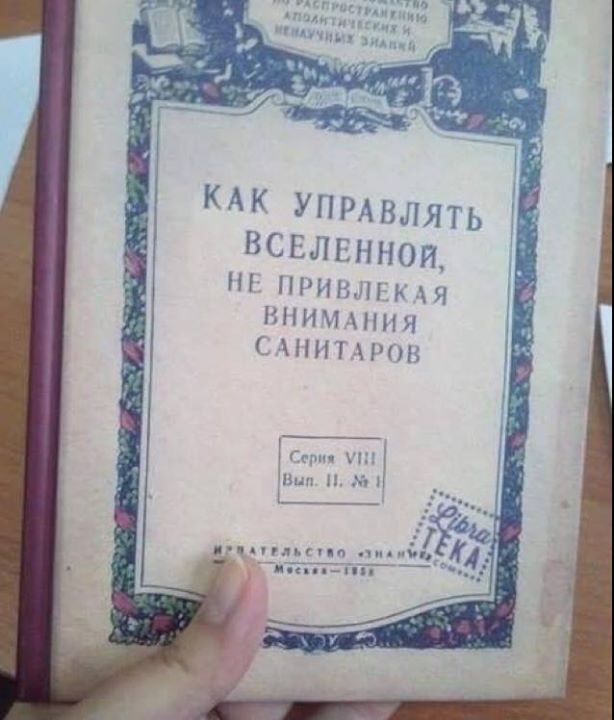 ОБЩЕСТВО
ПО РАСПРОСТРАНЕНИЮ
АПОЛИТИЧЕСКИХ И
НЕНАУЧНЫХ ЗНАНИЙ
КАК УПРАВЛЯТЬ
ВСЕЛЕННОЙ,
НЕ ПРИВЛЕКАЯ
ВНИМАНИЯ
САНИТАРОВ
Серия VIII
Вып. II. № 1
ИЗДАТЕЛЬСТВО «ЗНАНИЕ»
Москва —
Libra
ТЕКА